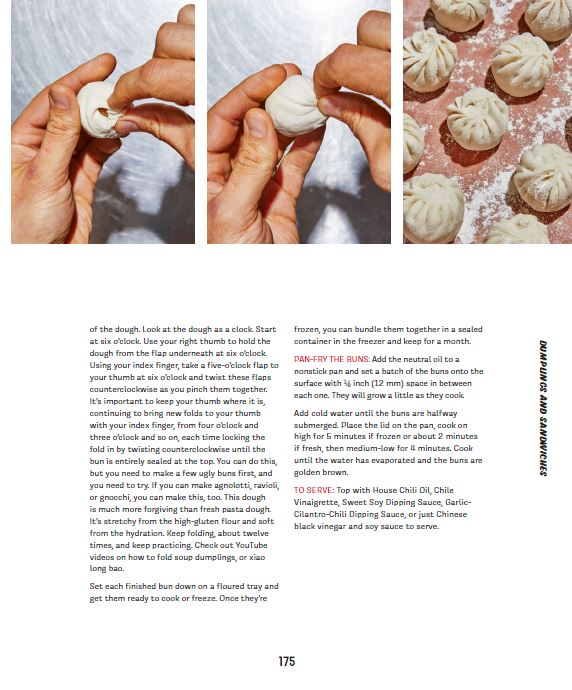 of the dough. Look at the dough as a clock. Start
at six o'clock. Use your right thumb to hold the
dough from the flap underneath at six o'clock.
Using your index finger, take a five-o'clock flap to
your thumb at six o'clock and twist these flaps
counterclockwise as you pinch them together.
It's important to keep your thumb where it is,
continuing to bring new folds to your thumb
with your index finger, from four o'clock and
three o'clock and so on, each time locking the
fold in by twisting counterclockwise until the
bun is entirely sealed at the top. You can do this,
but you need to make a few ugly buns first, and
you need to try. If you can make agnolotti, ravioli,
or gnocchi, you can make this, too. This dough
is much more forgiving than fresh pasta dough.
It's stretchy from the high-gluten flour and soft
from the hydration. Keep folding, about twelve
times, and keep practicing. Check out YouTube
videos on how to fold soup dumplings, or xiao
long bao.
Set each finished bun down on a floured tray and
get them ready to cook or freeze. Once they're
frozen, you can bundle them together in a sealed
container in the freezer and keep for a month.
PAN-FRY THE BUNS: Add the neutral oil to a
nonstick pan and set a batch of the buns onto the
surface with ½ inch (12 mm) space in between
each one. They will grow a little as they cook.
Add cold water until the buns are halfway
submerged. Place the lid on the pan, cook on
high for 5 minutes if frozen or about 2 minutes
if fresh, then medium-low for 4 minutes. Cook
until the water has evaporated and the buns are
golden brown.
TO SERVE: Top with House Chili Oil, Chile
Vinaigrette, Sweet Soy Dipping Sauce, Garlic-
Cilantro-Chili Dipping Sauce, or just Chinese
black vinegar and soy sauce to serve.
DUMPLINGS AND SANDWICHES
175